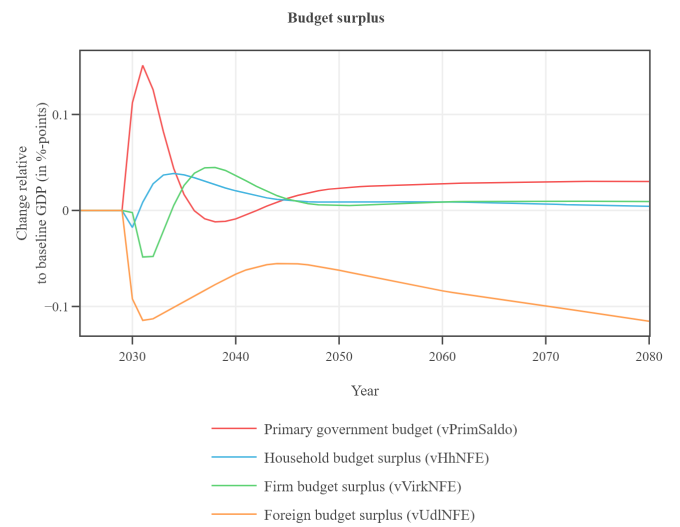 Budget surplus
Change relative
to baseline GDP (in %-points)
0.1
0
−0.1
2030
2040
2050
2060
2070
2080
Year
Primary government budget (vPrimSaldo)
Household budget surplus (vHhNFE)
Firm budget surplus (vVirkNFE)
Foreign budget surplus (vUdlNFE)